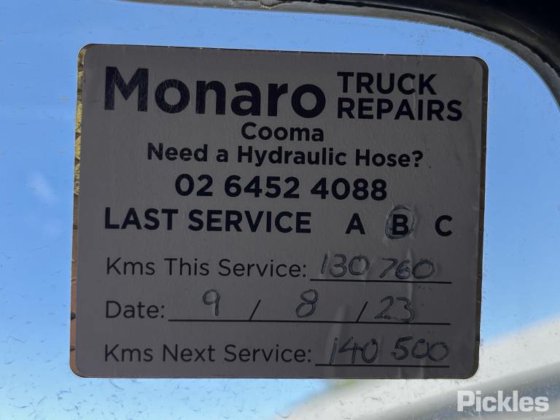 Monaro TRUCK REPAIRS
Cooma
Need a Hydraulic Hose?
02 6452 4088
LAST SERVICE A B C
Kms This Service: 130 760
Date: 9 / 8 / 23
Kms Next Service: 140 500
Pickles